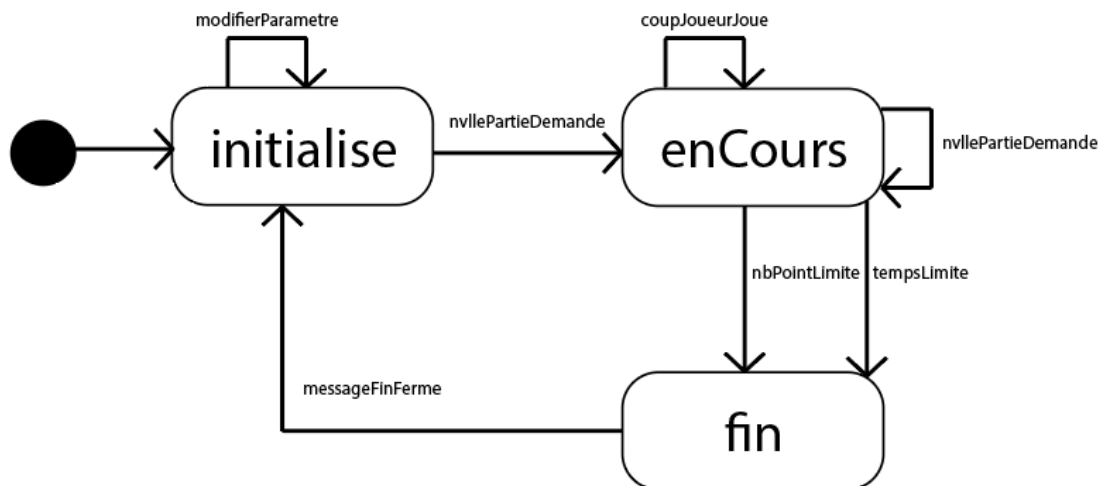 modifierParametre
coupJoueurJoue
initialise
nvllePartieDemande
enCours
nvllePartieDemande
nbPointLimite
tempsLimite
messageFinFerme
fin